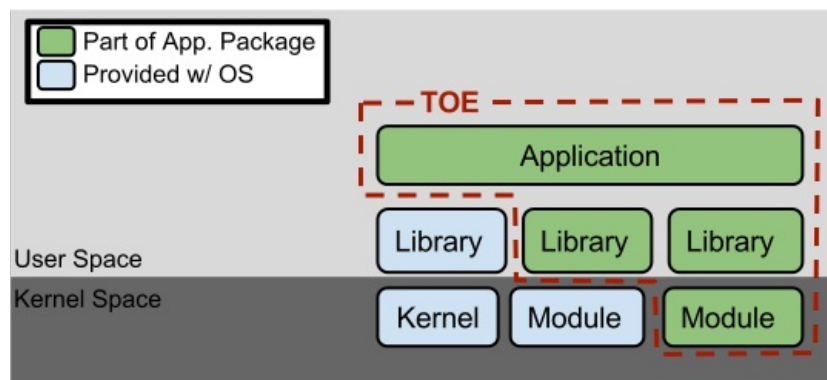 Part of App. Package
Provided w/ OS
TOE
Application
Library Library Library
User Space
Kernel Space
Kernel Module Module